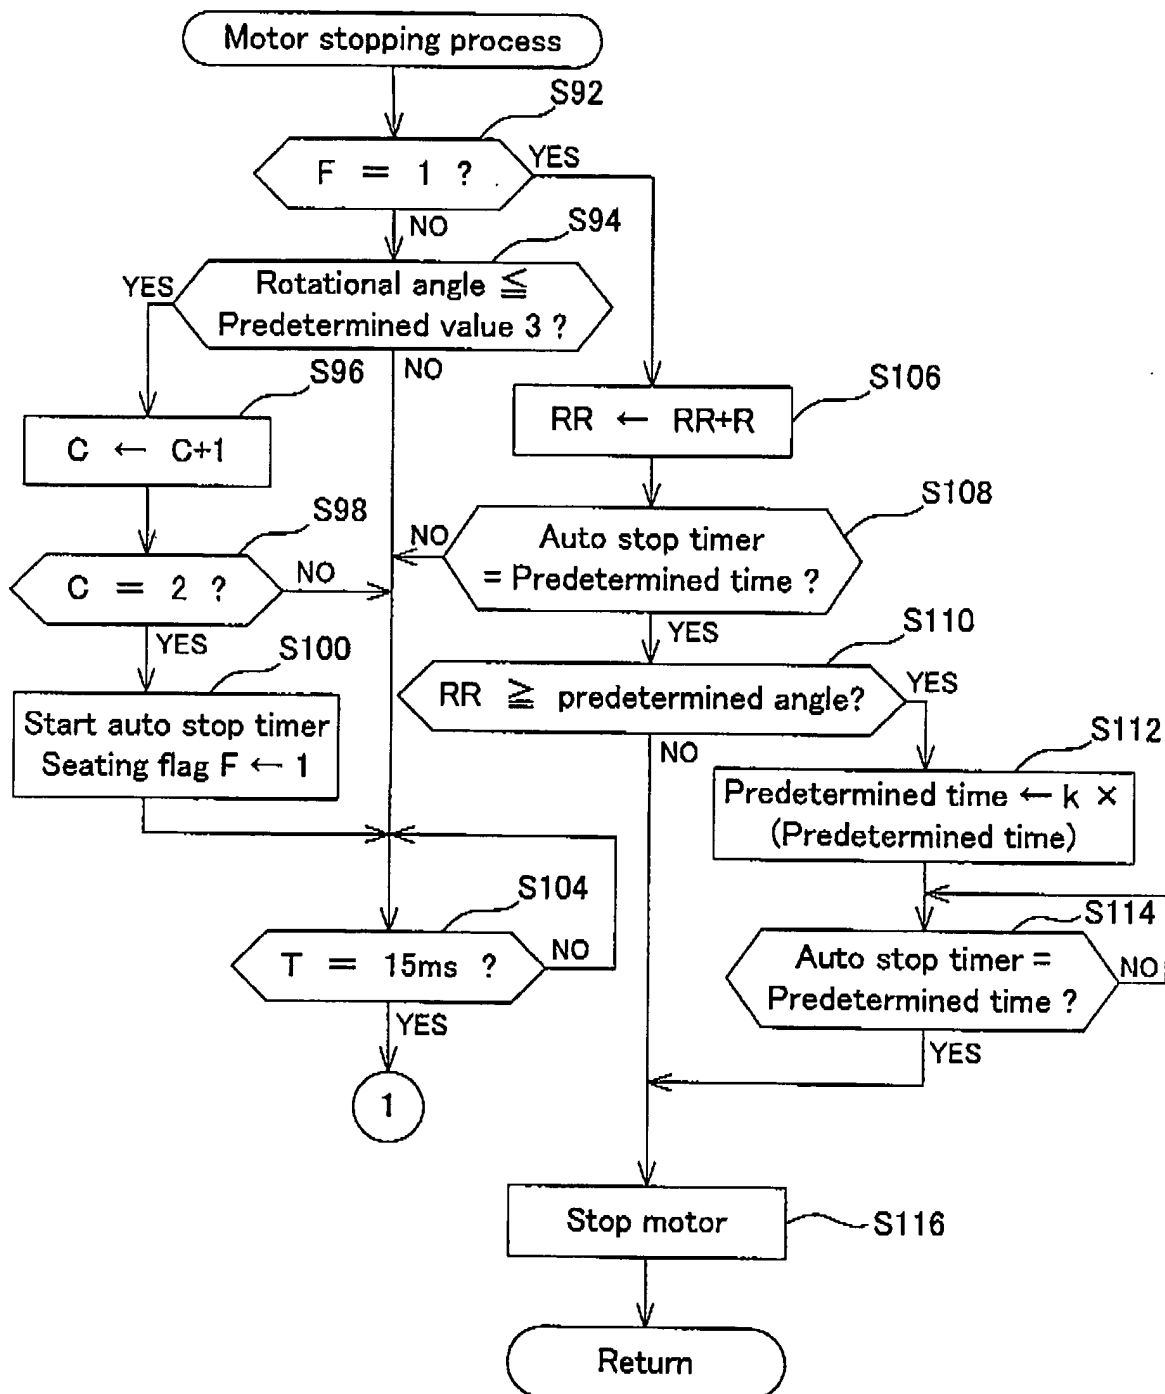 Motor stopping process
S92
F = 1 ?
YES
NO
S94
Rotational angle ≦
Predetermined value 3 ?
YES
NO
S96
C ← C+1
S106
RR ← RR+R
S98
C = 2 ?
NO
YES
S108
Auto stop timer
= Predetermined time ?
NO
YES
S100
Start auto stop timer
Seating flag F ← 1
S110
RR ≧ predetermined angle?
YES
NO
S112
Predetermined time ← k ×
(Predetermined time)
S104
T = 15ms ?
NO
YES
S114
Auto stop timer =
Predetermined time ?
NO
YES
1
Stop motor
S116
Return